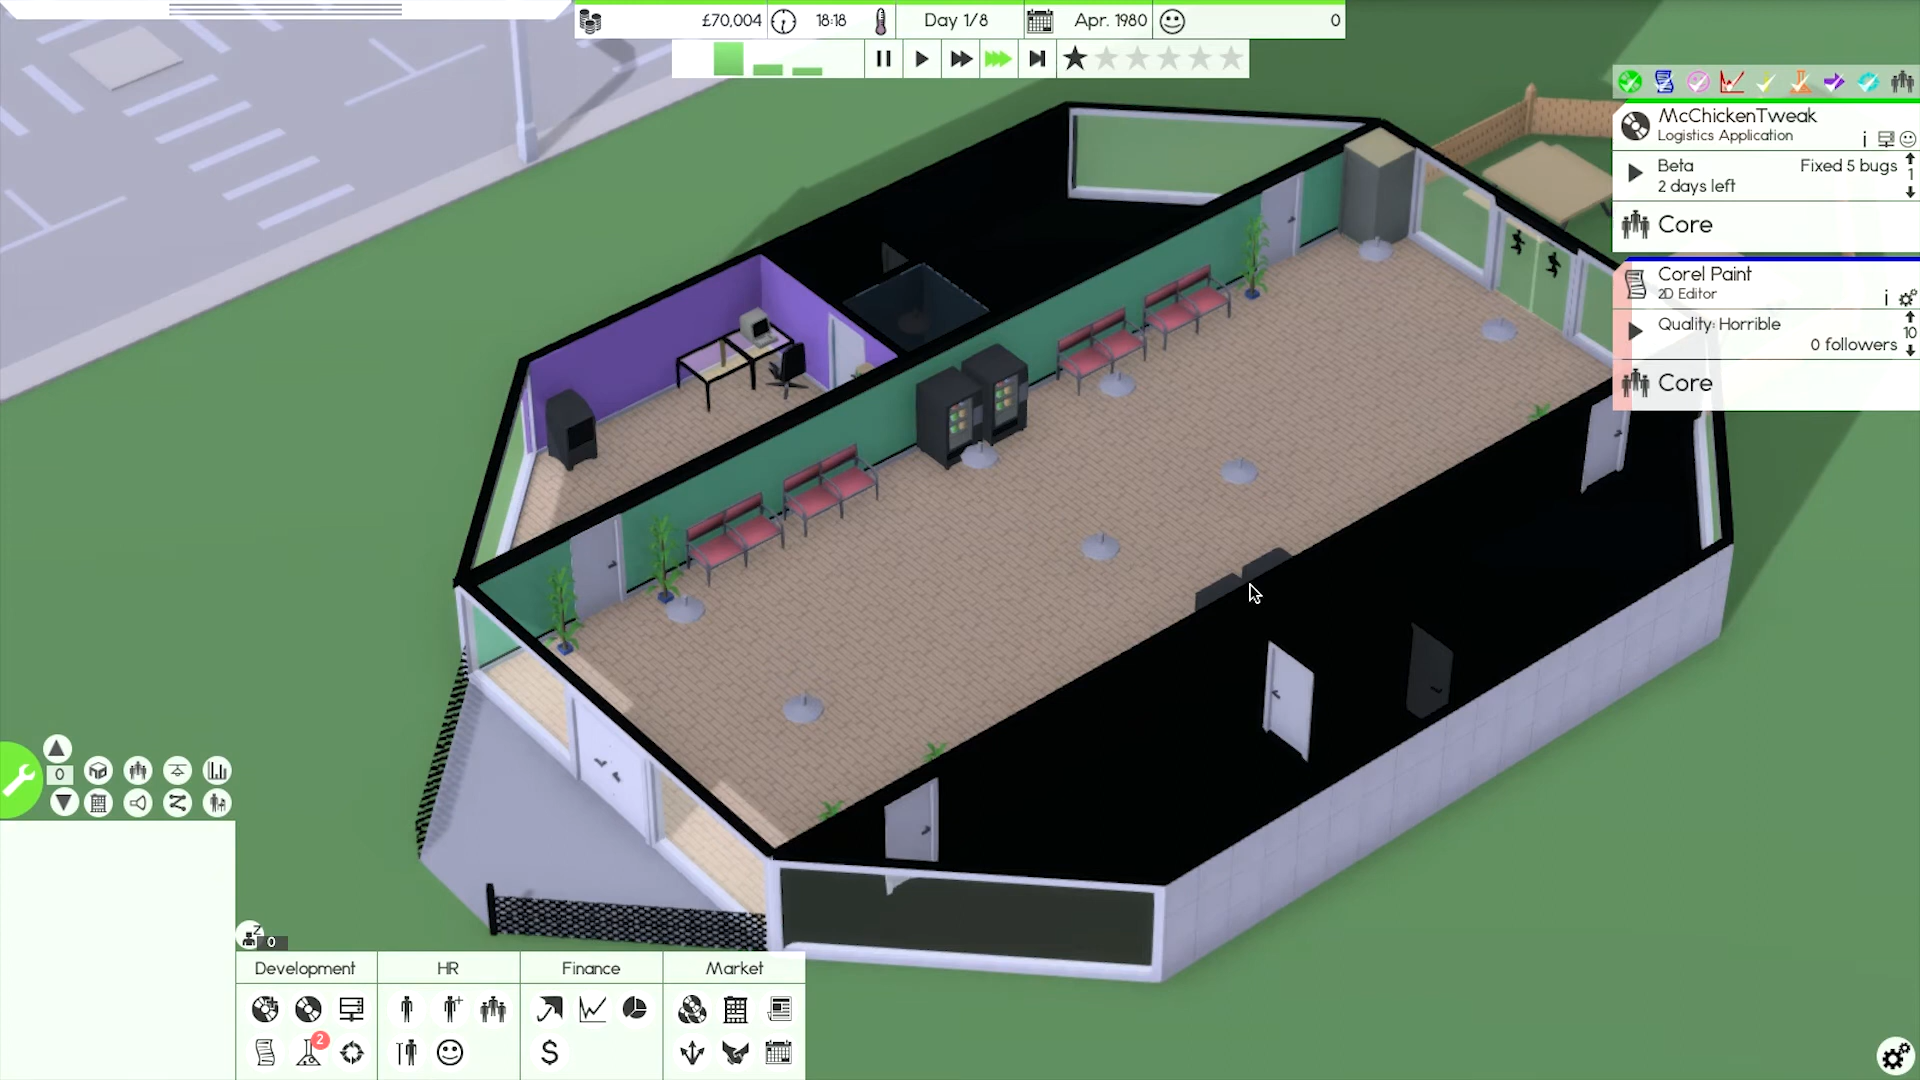 £70,004
18:18
Day 1/8
Apr. 1980
0
McChickenTweak
Logistics Application
i
Beta
Fixed 5 bugs
1
2 days left
Core
Corel Paint
2D Editor
i
Quality: Horrible
10
0 followers
Core
0
z
0
Development
HR
Finance
Market
2
$